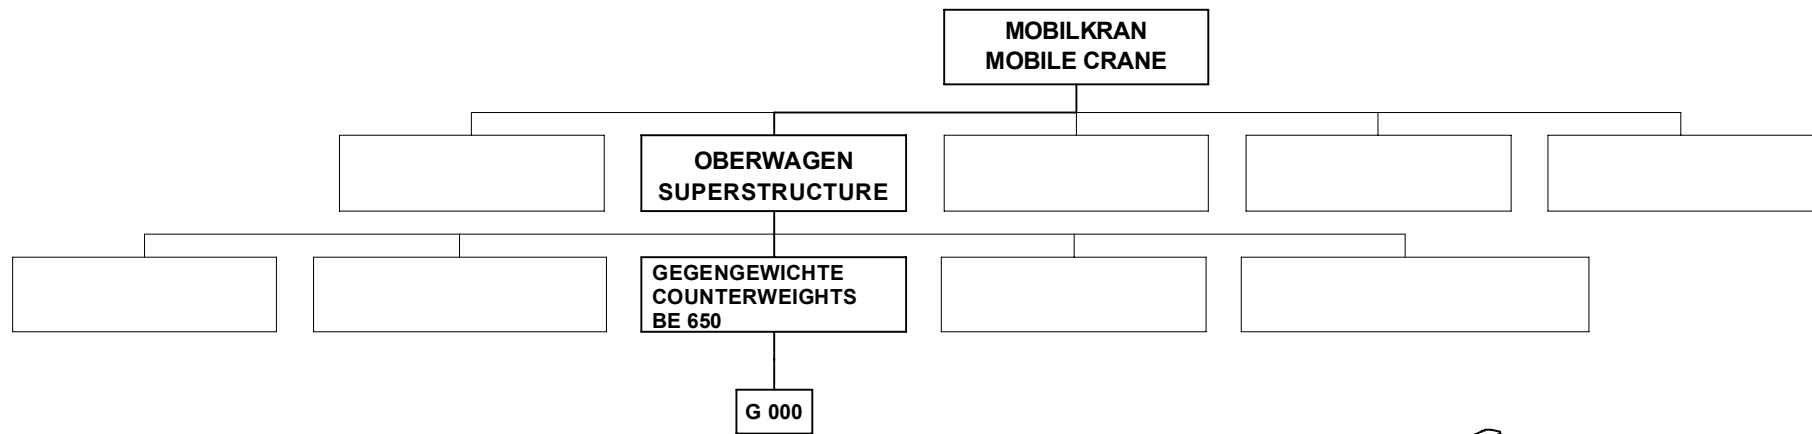 MOBILKRAN
MOBILE CRANE
OBERWAGEN
SUPERSTRUCTURE
GEGENGEWICHTE
COUNTERWEIGHTS
BE 650
G 000